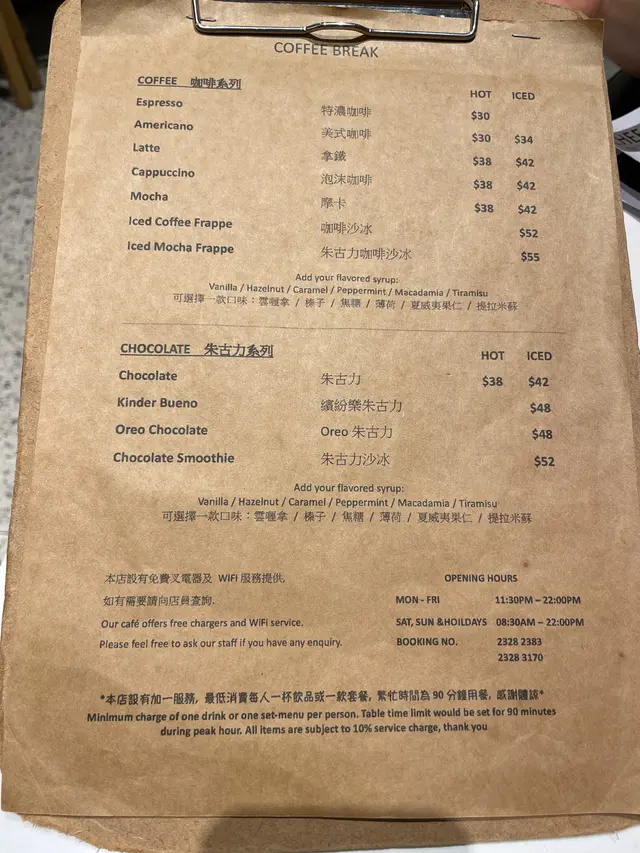 COFFEE BREAK
COFFEE 咖啡系列 HOT ICED
Espresso 特濃咖啡 $30
Americano 美式咖啡 $30 $34
Latte 拿鐵 $38 $42
Cappuccino 泡沫咖啡 $38 $42
Mocha 摩卡 $38 $42
Iced Coffee Frappe 咖啡沙冰 $52
Iced Mocha Frappe 朱古力咖啡沙冰 $55
Add your flavored syrup:
Vanilla / Hazelnut / Caramel / Peppermint / Macadamia / Tiramisu
可選擇一款口味：雲喱拿 / 榛子 / 焦糖 / 薄荷 / 夏威夷果仁 / 提拉米蘇
CHOCOLATE 朱古力系列 HOT ICED
Chocolate 朱古力 $38 $42
Kinder Bueno 繽紛樂朱古力 $48
Oreo Chocolate Oreo 朱古力 $48
Chocolate Smoothie 朱古力沙冰 $52
Add your flavored syrup:
Vanilla / Hazelnut / Caramel / Peppermint / Macadamia / Tiramisu
可選擇一款口味：雲喱拿 / 榛子 / 焦糖 / 薄荷 / 夏威夷果仁 / 提拉米蘇
本店設有免費叉電器及 WIFI 服務提供,
如有需要請向店員查詢.
Our café offers free chargers and WiFi service.
Please feel free to ask our staff if you have any enquiry.
OPENING HOURS
MON - FRI 11:30PM – 22:00PM
SAT, SUN &HOILDAYS 08:30AM – 22:00PM
BOOKING NO. 2328 2383
2328 3170
*本店設有加一服務, 最低消費每人一杯飲品或一款套餐, 繁忙時間為 90 分鐘用餐, 感謝體諒*
Minimum charge of one drink or one set-menu per person. Table time limit would be set for 90 minutes
during peak hour. All items are subject to 10% service charge, thank you